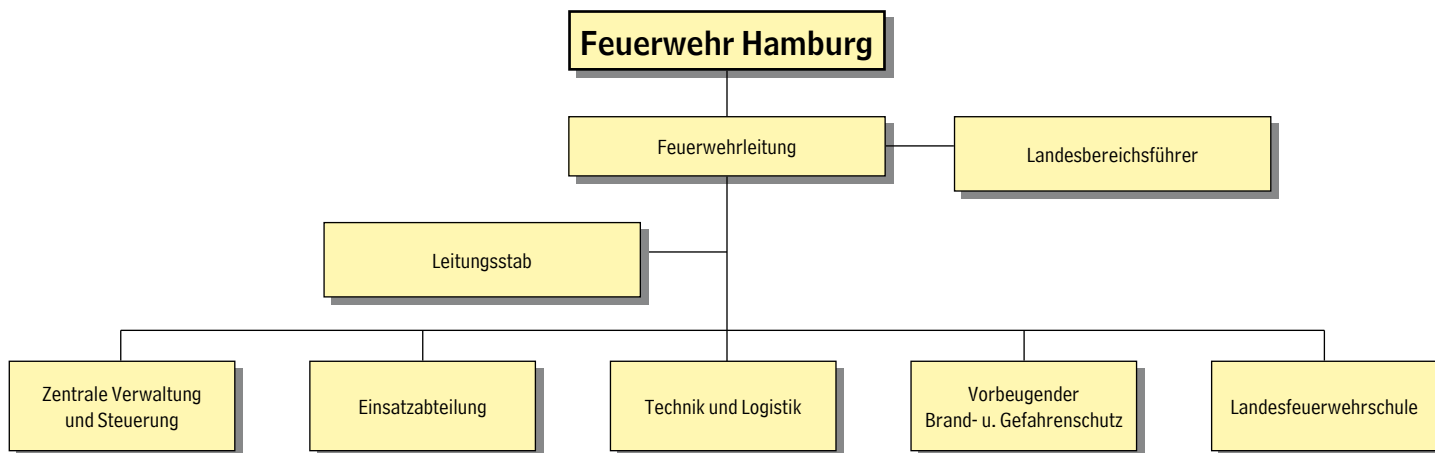 Feuerwehr Hamburg
Feuerwehrleitung
Landesbereichsführer
Leitungsstab
Zentrale Verwaltung
und Steuerung
Einsatzabteilung
Technik und Logistik
Vorbeugender
Brand- u. Gefahrenschutz
Landesfeuerwehrschule